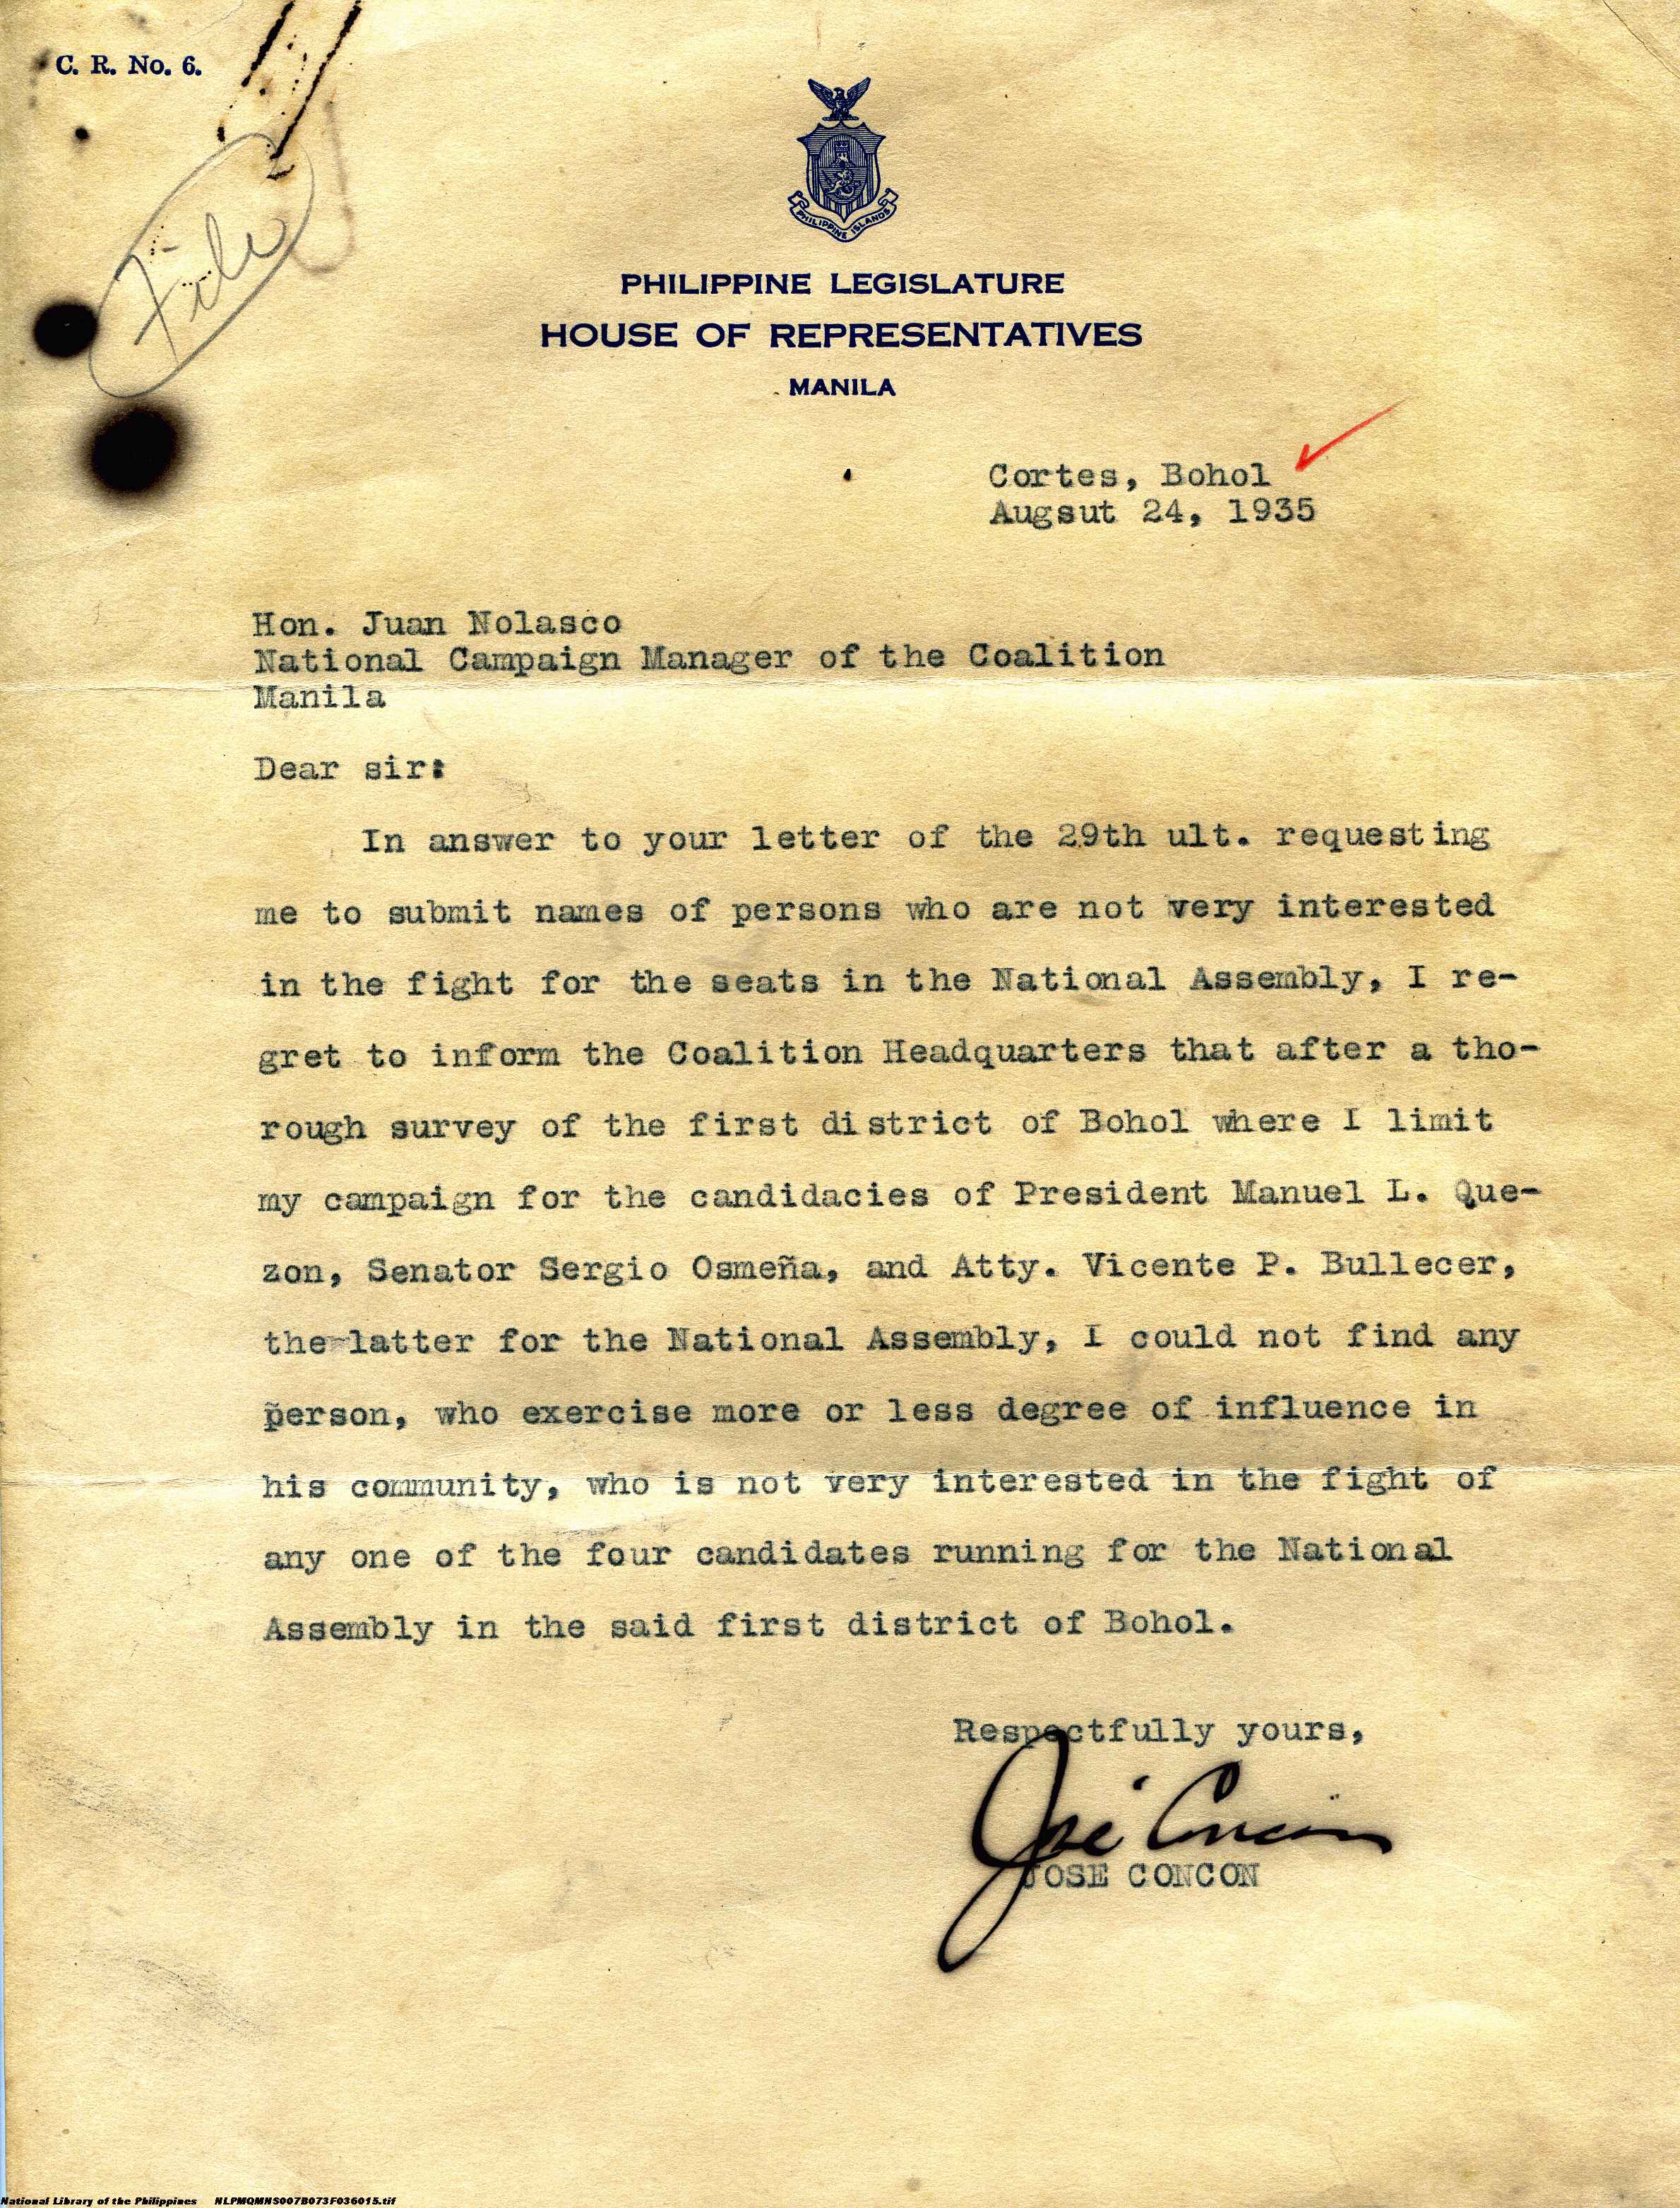 C. R. No. 6.
File
PHILIPPINE ISLANDS
PHILIPPINE LEGISLATURE
HOUSE OF REPRESENTATIVES
MANILA
Cortes, Bohol
Augsut 24, 1935
Hon. Juan Nolasco
National Campaign Manager of the Coalition
Manila
Dear sir:
In answer to your letter of the 29th ult. requesting
me to submit names of persons who are not very interested
in the fight for the seats in the National Assembly, I re-
gret to inform the Coalition Headquarters that after a tho-
rough survey of the first district of Bohol where I limit
my campaign for the candidacies of President Manuel L. Que-
zon, Senator Sergio Osmeña, and Atty. Vicente P. Bullecer,
the latter for the National Assembly, I could not find any
person, who exercise more or less degree of influence in
his community, who is not very interested in the fight of
any one of the four candidates running for the National
Assembly in the said first district of Bohol.
Respectfully yours,
Jose Concon
JOSE CONCON
National Library of the Philippines NLPMQMNS007B073F036015.tif